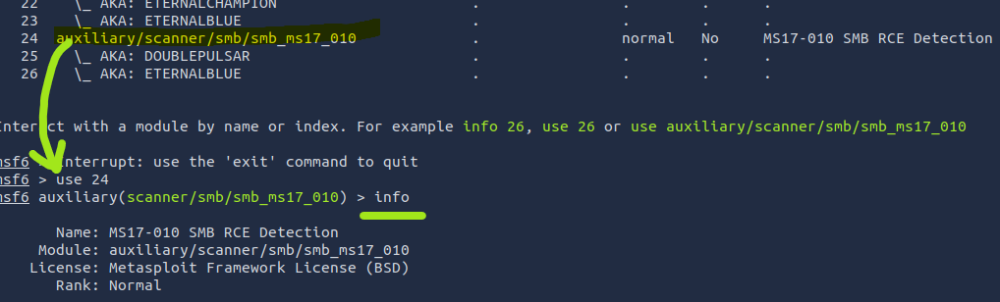 22 \_ AKA: ETERNALCHAMPION . . . .
23 \_ AKA: ETERNALBLUE . . . .
24 auxiliary/scanner/smb/smb_ms17_010 . normal No MS17-010 SMB RCE Detection
25 \_ AKA: DOUBLEPULSAR . . . .
26 \_ AKA: ETERNALBLUE . . . .
Interact with a module by name or index. For example info 26, use 26 or use auxiliary/scanner/smb/smb_ms17_010
msf6 > Interrupt: use the 'exit' command to quit
msf6 > use 24
msf6 auxiliary(scanner/smb/smb_ms17_010) > info
Name: MS17-010 SMB RCE Detection
Module: auxiliary/scanner/smb/smb_ms17_010
License: Metasploit Framework License (BSD)
Rank: Normal